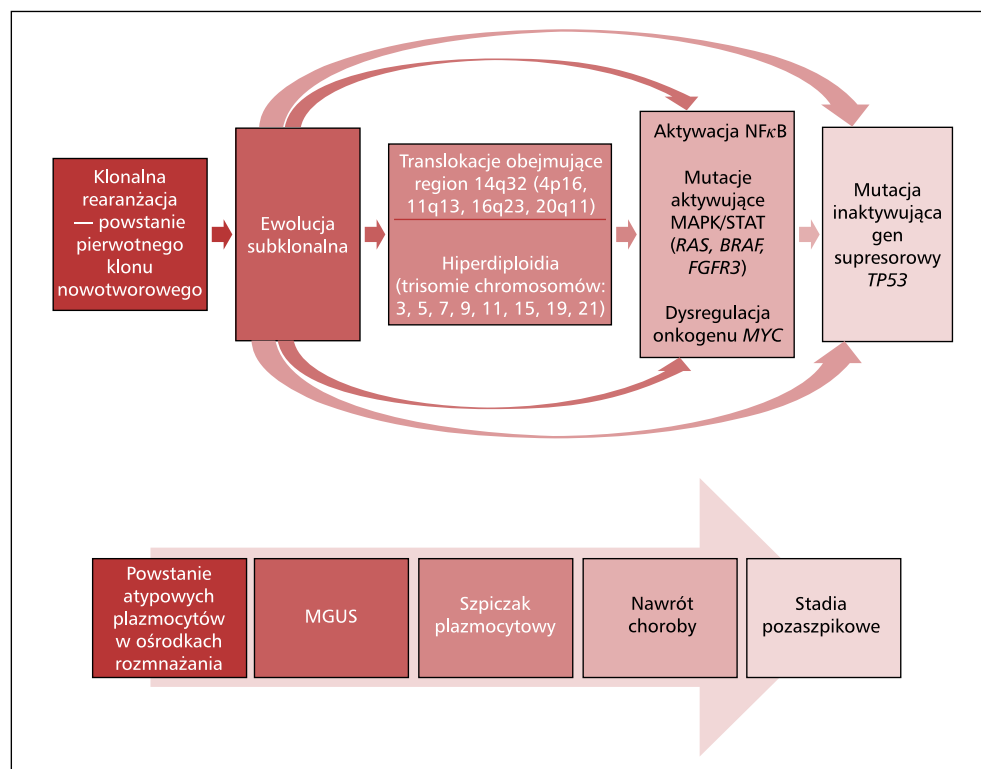 Klonalna
rearanżacja
— powstanie
pierwotnego
klonu
nowotworowego
Ewolucja
subklonalna
Translokacje obejmujące
region 14q32 (4p16,
11q13, 16q23, 20q11)
Hiperdiploidia
(trisomie chromosomów:
3, 5, 7, 9, 11, 15, 19, 21)
Aktywacja NFκB
Mutacje
aktywujące
MAPK/STAT
(RAS, BRAF,
FGFR3)
Dysregulacja
onkogenu MYC
Mutacja
inaktywująca
gen
supresorowy
TP53
Powstanie
atypowych
plazmocytów
w ośrodkach
rozmnażania
MGUS
Szpiczak
plazmocytowy
Nawrót
choroby
Stadia
pozaszpikowe